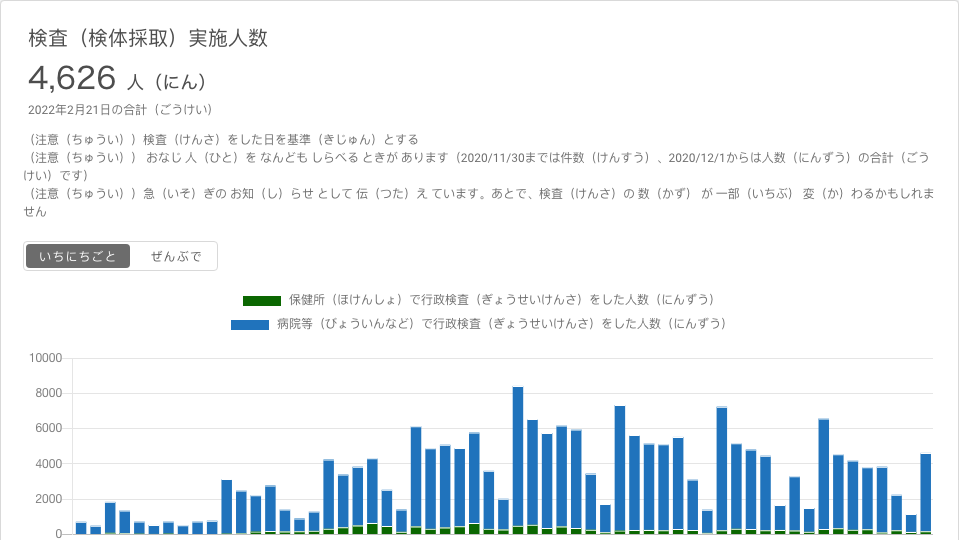 検査（検体採取）実施人数
4,626 人（にん）
2022年2月21日の合計（ごうけい）
（注意（ちゅうい））検査（けんさ）をした日を基準（きじゅん）とする
（注意（ちゅうい）） おなじ 人（ひと）を なんども しらべる ときが あります（2020/11/30までは件数（けんすう）、2020/12/1からは人数（にんずう）の合計（ごう
けい）です）
（注意（ちゅうい））急（いそ）ぎの お知（し）らせ として 伝（つた）え ています。あとで、検査（けんさ）の 数（かず） が 一部（いちぶ） 変（か）わるかもしれま
せん
いちにちごと ぜんぶで
保健所（ほけんしょ）で行政検査（ぎょうせいけんさ）をした人数（にんずう）
病院等（びょういんなど）で行政検査（ぎょうせいけんさ）をした人数（にんずう）
10000
8000
6000
4000
2000
0